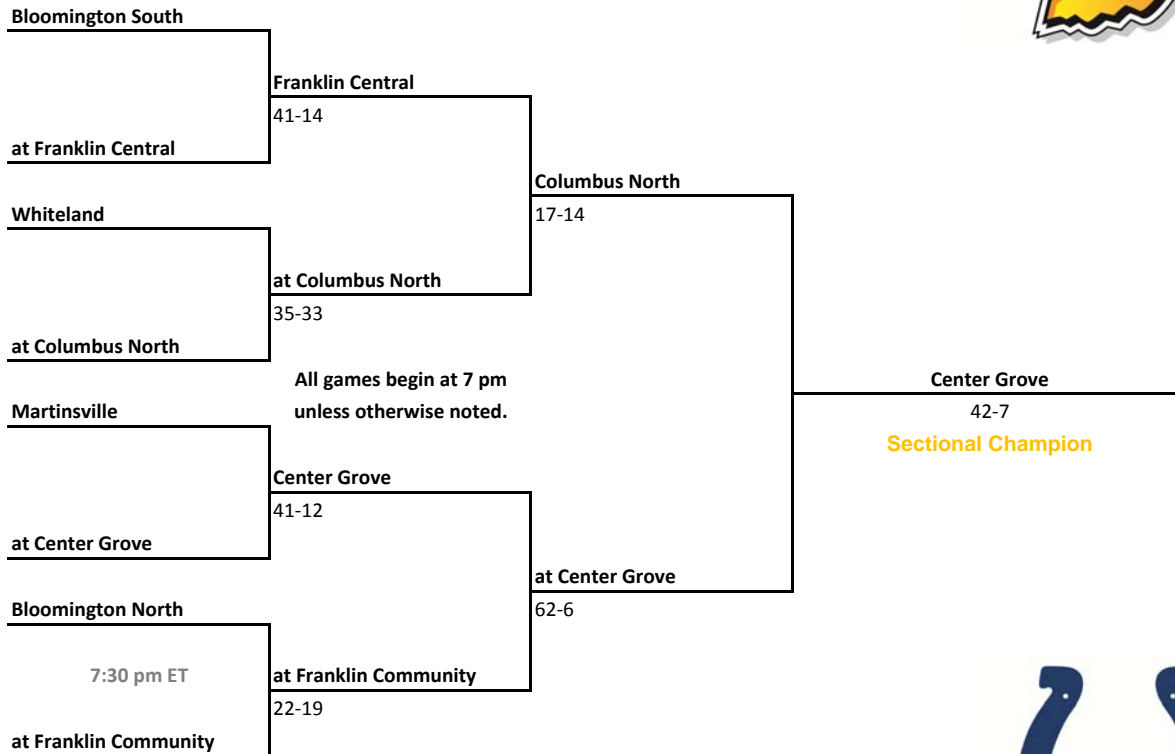 Bloomington South
Franklin Central
41-14
at Franklin Central
Columbus North
Whiteland
17-14
at Columbus North
35-33
at Columbus North
All games begin at 7 pm
Center Grove
Martinsville
unless otherwise noted.
42-7
Sectional Champion
Center Grove
41-12
at Center Grove
at Center Grove
Bloomington North
62-6
7:30 pm ET
at Franklin Community
22-19
at Franklin Community